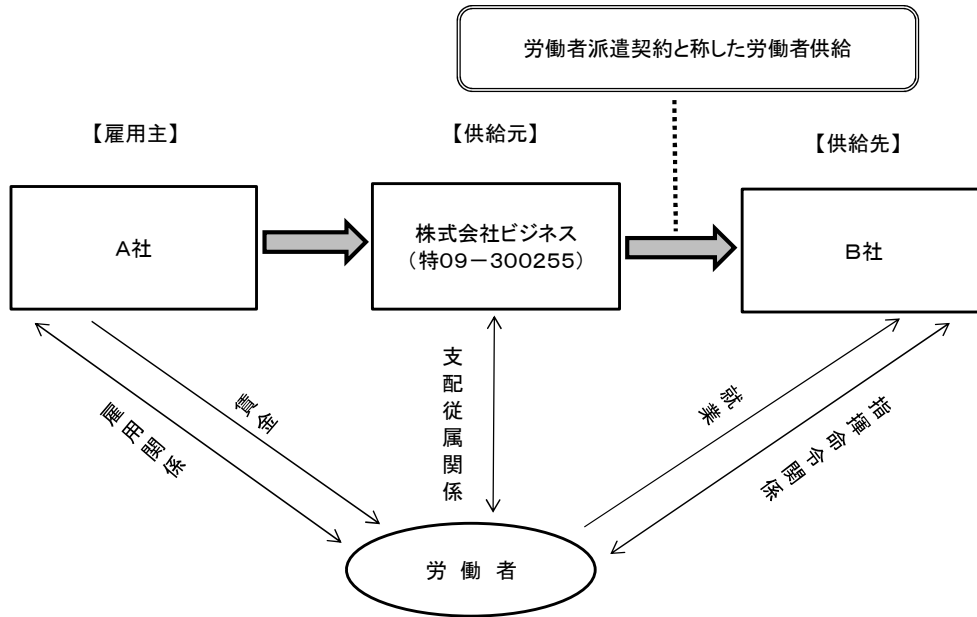 労働者派遣契約と称した労働者供給
【雇用主】
【供給元】
【供給先】
A社
株式会社ビジネス
（特09－300255）
B社
支配従属関係
賃金
雇用関係
就業
指揮命令関係
労 働 者